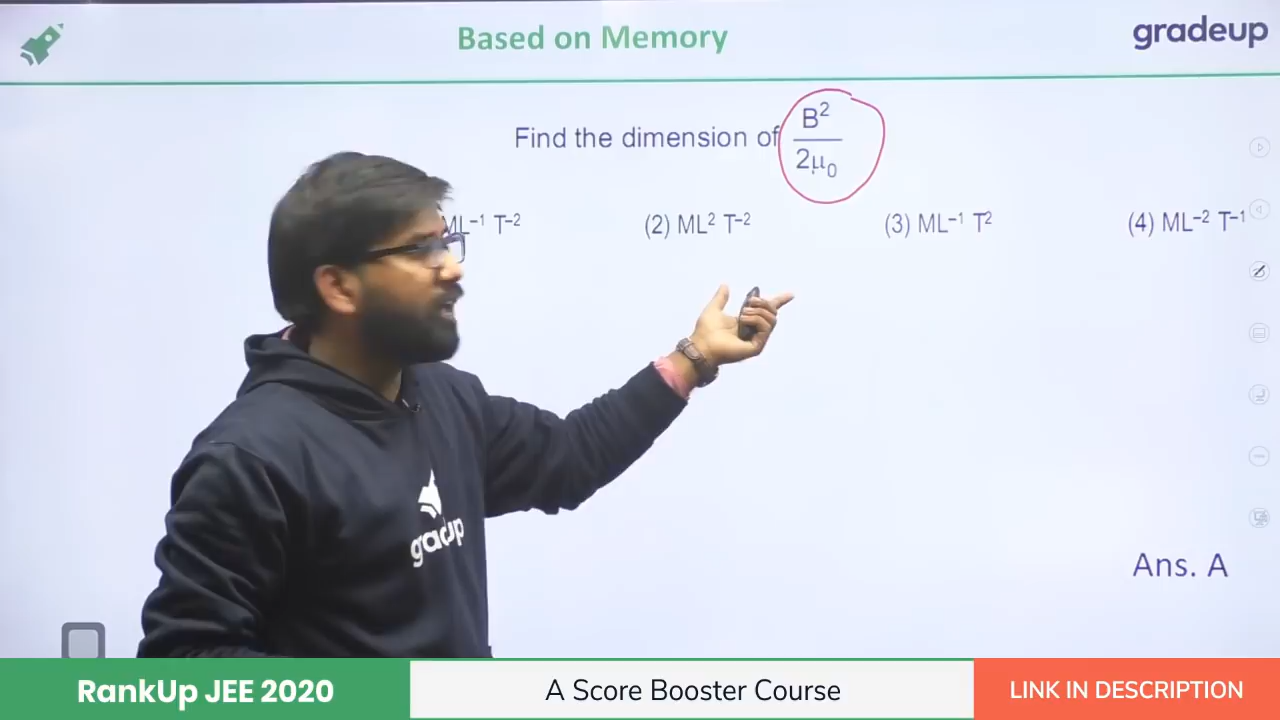 Based on Memory
gradeup
Find the dimension of B²/2μ₀
ML⁻¹ T⁻²
(2) ML² T⁻²
(3) ML⁻¹ T²
(4) ML⁻² T⁻¹
gradeup
Ans. A
RankUp JEE 2020
A Score Booster Course
LINK IN DESCRIPTION